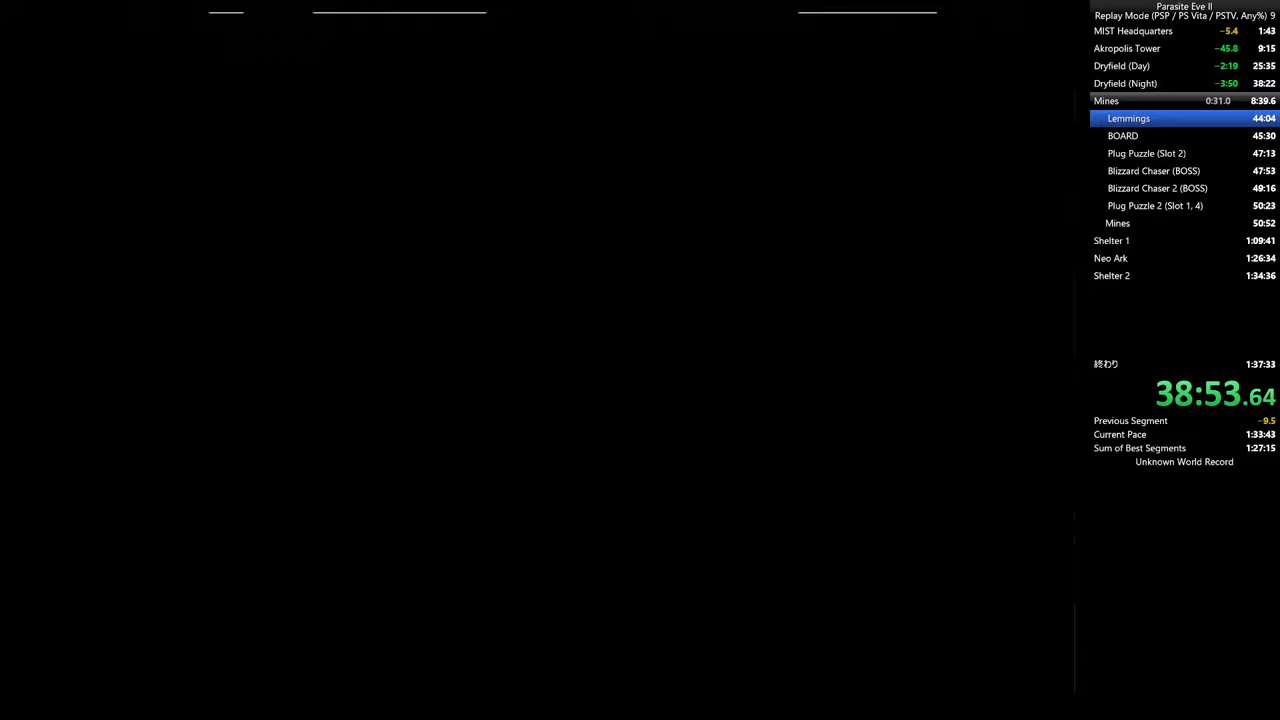 Parasite Eve II
Replay Mode (PSP / PS Vita / PSTV, Any%) 9
MIST Headquarters −5.4 1:43
Akropolis Tower −45.8 9:15
Dryfield (Day) −2:19 25:35
Dryfield (Night) −3:50 38:22
Mines 0:31.0 8:39.6
Lemmings 44:04
BOARD 45:30
Plug Puzzle (Slot 2) 47:13
Blizzard Chaser (BOSS) 47:53
Blizzard Chaser 2 (BOSS) 49:16
Plug Puzzle 2 (Slot 1, 4) 50:23
Mines 50:52
Shelter 1 1:09:41
Neo Ark 1:26:34
Shelter 2 1:34:36
終わり 1:37:33
38:53.64
Previous Segment −9.5
Current Pace 1:33:43
Sum of Best Segments 1:27:15
Unknown World Record